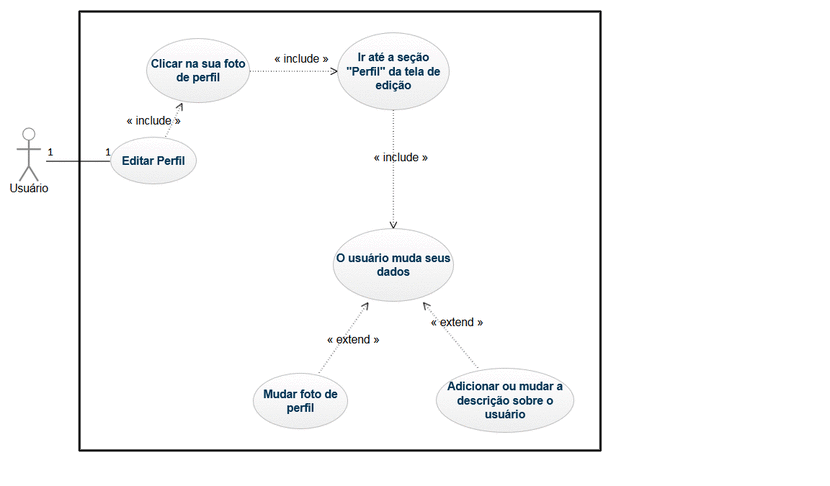 Clicar na sua foto
de perfil
« include »
Ir até a seção
"Perfil" da tela de
edição
« include »
Editar Perfil
1
1
Usuário
« include »
O usuário muda seus
dados
« extend »
« extend »
Mudar foto de
perfil
Adicionar ou mudar a
descrição sobre o
usuário